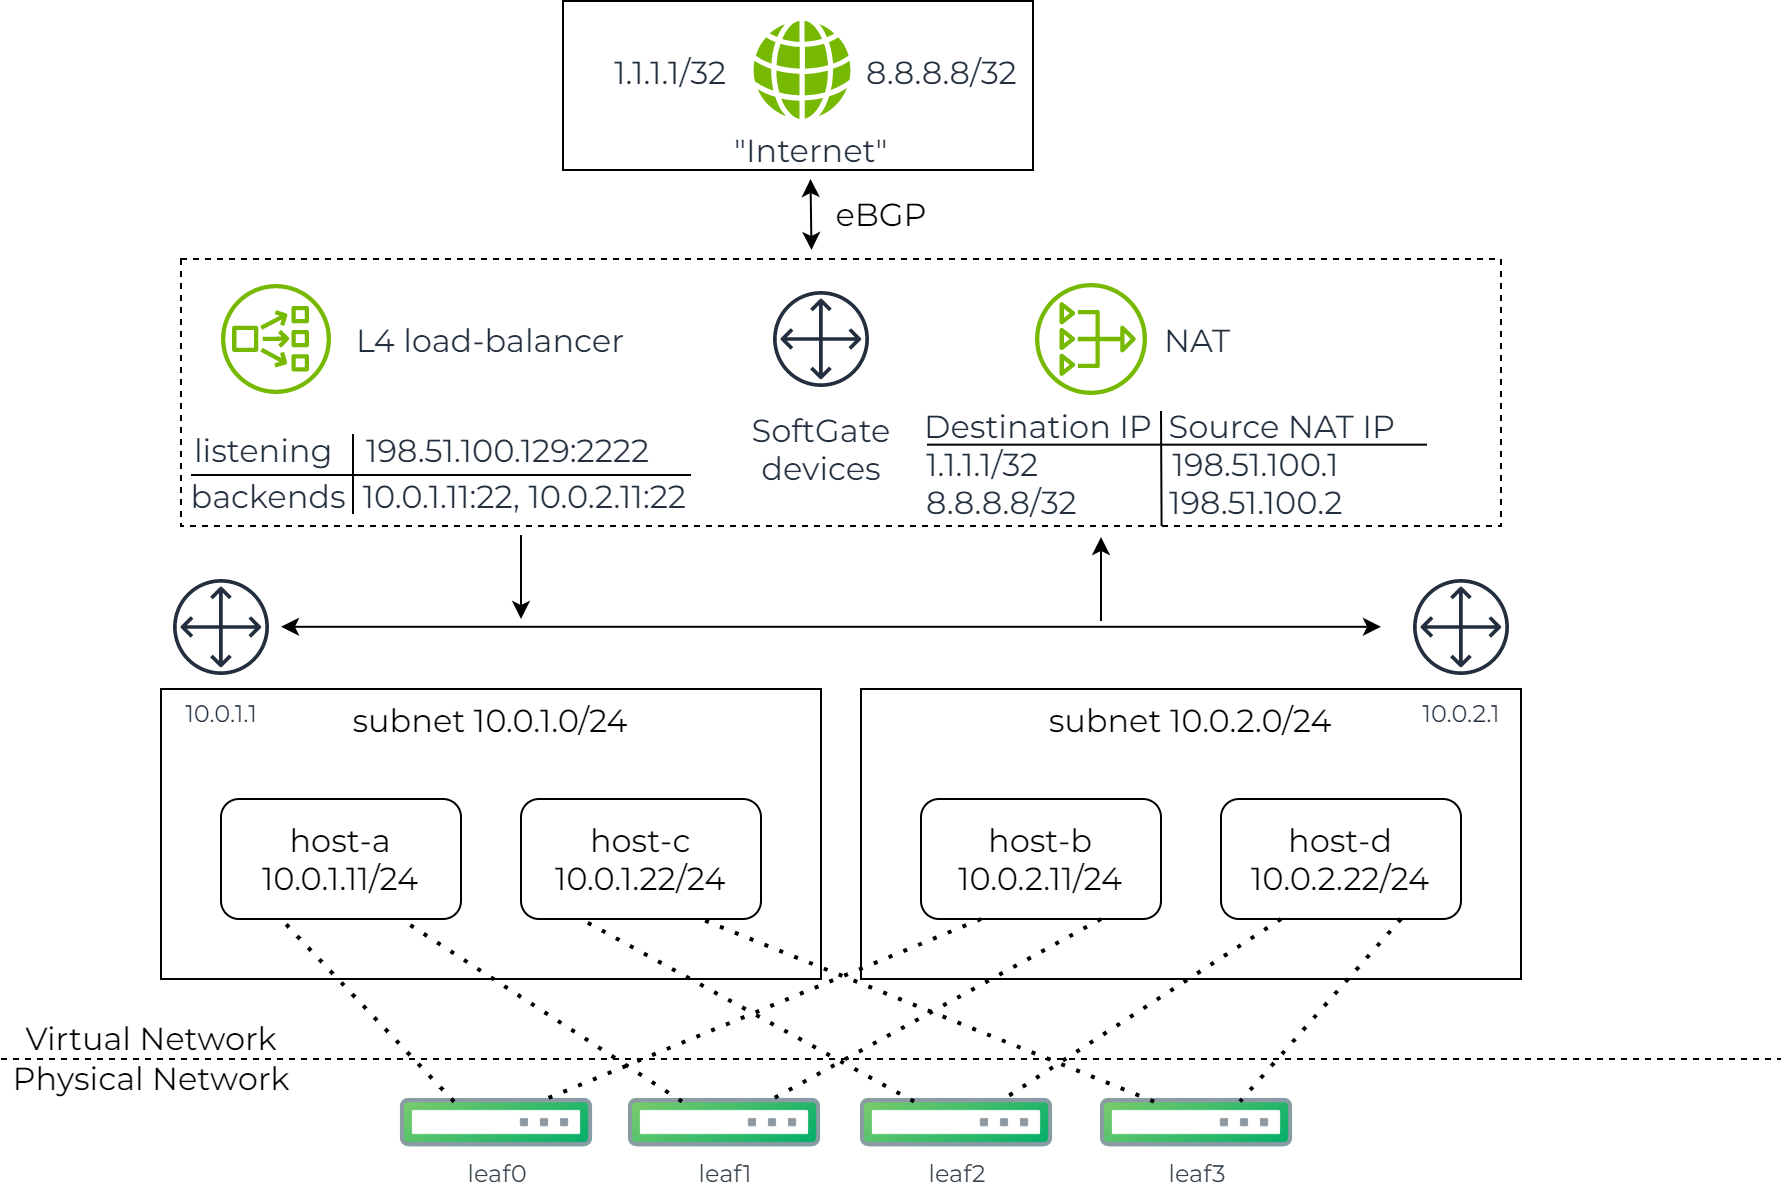 1.1.1.1/32
8.8.8.8/32
"Internet"
eBGP
L4 load-balancer
NAT
listening
198.51.100.129:2222
backends
10.0.1.11:22, 10.0.2.11:22
SoftGate
devices
Destination IP
Source NAT IP
1.1.1.1/32
198.51.100.1
8.8.8.8/32
198.51.100.2
10.0.1.1
subnet 10.0.1.0/24
subnet 10.0.2.0/24
10.0.2.1
host-a
10.0.1.11/24
host-c
10.0.1.22/24
host-b
10.0.2.11/24
host-d
10.0.2.22/24
Virtual Network
Physical Network
leaf0
leaf1
leaf2
leaf3